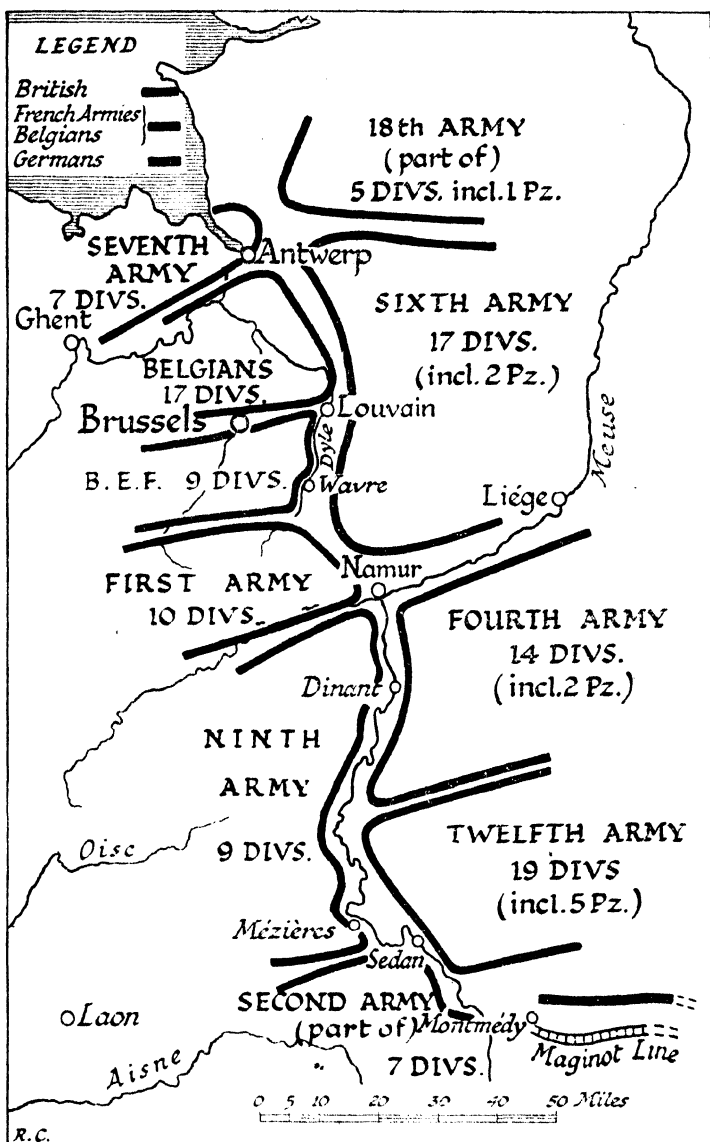 LEGEND
British
French Armies
Belgians
Germans
18th ARMY
(part of)
5 DIVS. incl. 1 Pz.
SEVENTH
ARMY
7 DIVS.
Antwerp
Ghent
SIXTH ARMY
17 DIVS.
(incl. 2 Pz.)
BELGIANS
17 DIVS.
Brussels
Louvain
Dyle
Meuse
B.E.F. 9 DIVS.
Wavre
Liége
Namur
FIRST ARMY
10 DIVS.
FOURTH ARMY
14 DIVS.
(incl. 2 Pz.)
Dinant
NINTH
ARMY
9 DIVS.
Oise
TWELFTH ARMY
19 DIVS
(incl. 5 Pz.)
Mézières
Sedan
SECOND ARMY
(part of)
7 DIVS.
Montmédy
Laon
Aisne
Maginot Line
0 5 10 20 30 40 50 Miles
R.C.